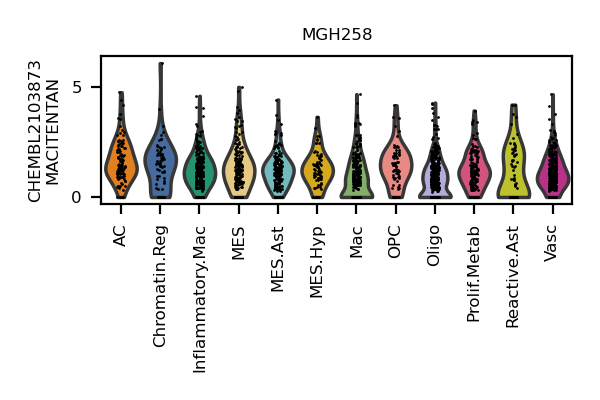 MGH258
CHEMBL2103873
MACITENTAN
5
0
AC
Chromatin.Reg
Inflammatory.Mac
MES
MES.Ast
MES.Hyp
Mac
OPC
Oligo
Prolif.Metab
Reactive.Ast
Vasc